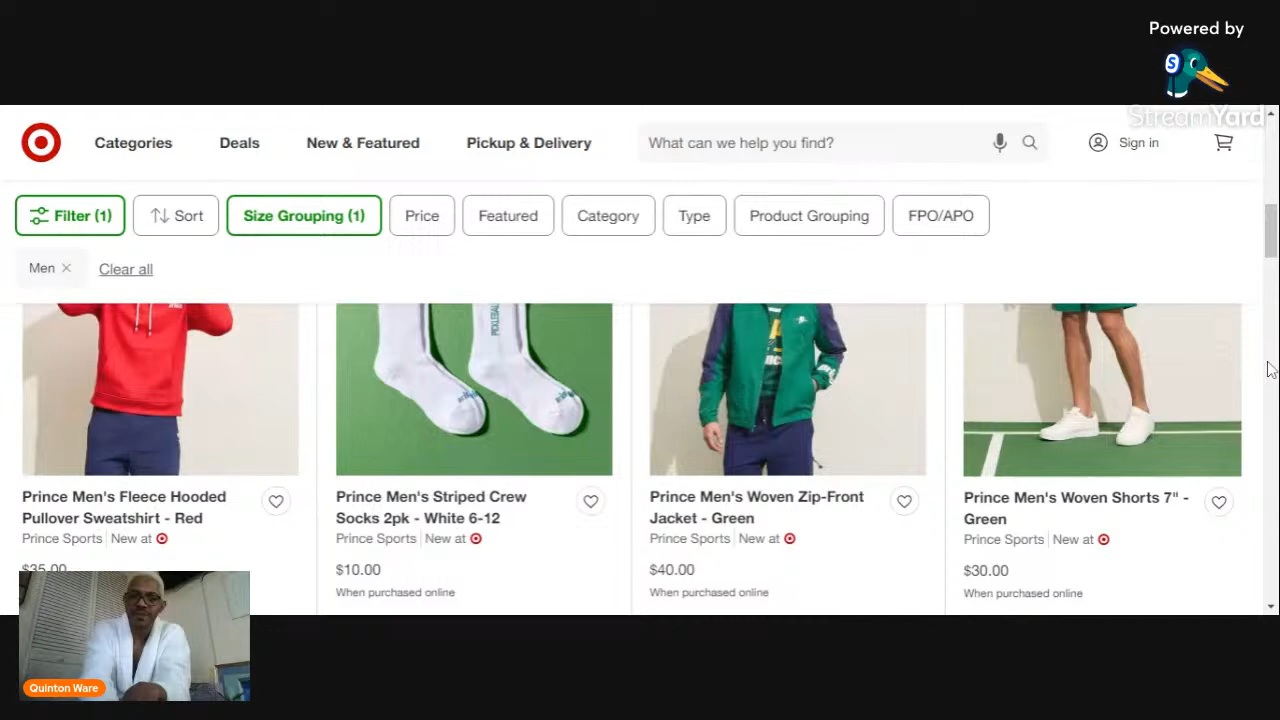 Powered by
S
StreamYard
Categories
Deals
New & Featured
Pickup & Delivery
What can we help you find?
Sign in
Filter (1)
Sort
Size Grouping (1)
Price
Featured
Category
Type
Product Grouping
FPO/APO
Men
Clear all
PICKLEBAL
Prince Men's Fleece Hooded
Pullover Sweatshirt - Red
Prince Sports
New at
$35.00
Prince Men's Striped Crew
Socks 2pk - White 6-12
Prince Sports
New at
$10.00
When purchased online
Prince Men's Woven Zip-Front
Jacket - Green
Prince Sports
New at
$40.00
When purchased online
Prince Men's Woven Shorts 7" -
Green
Prince Sports
New at
$30.00
When purchased online
Quinton Ware